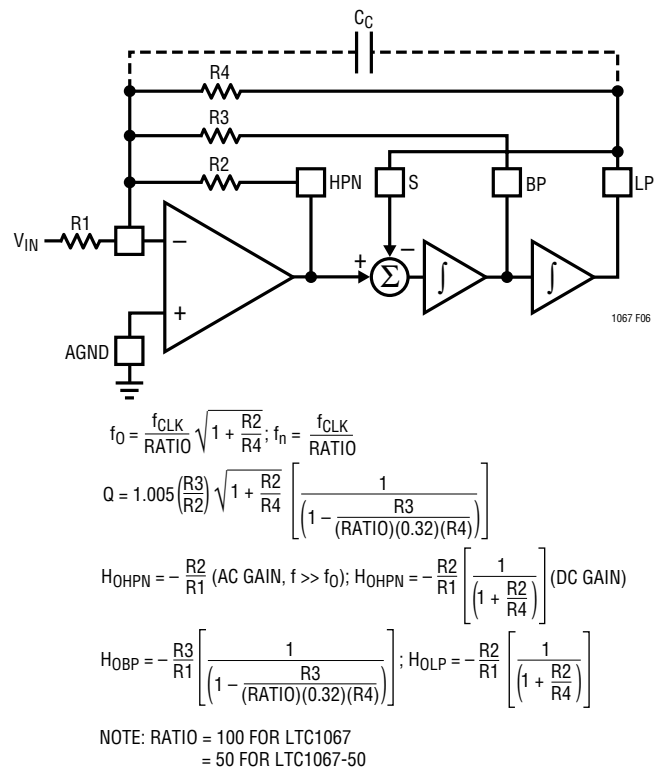 C_C
R4
R3
R2
HPN
S
BP
LP
R1
V_IN
−
+
+
−
Σ
∫
∫
AGND
1067 F06
f_O = f_CLK/RATIO √(1 + R2/R4); f_n = f_CLK/RATIO
Q = 1.005(R3/R2) √(1 + R2/R4) [1/(1 – R3/((RATIO)(0.32)(R4)))]
H_OHPN = – R2/R1 (AC GAIN, f >> f_O); H_OHPN = – R2/R1 [1/(1 + R2/R4)] (DC GAIN)
H_OBP = – R3/R1 [1/(1 – R3/((RATIO)(0.32)(R4)))]; H_OLP = – R2/R1 [1/(1 + R2/R4)]
NOTE: RATIO = 100 FOR LTC1067
= 50 FOR LTC1067-50